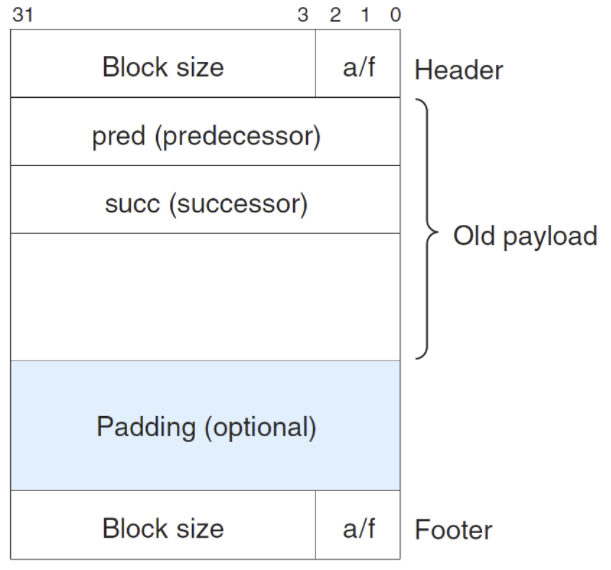 31 3 2 1 0
Block size a/f Header
pred (predecessor)
succ (successor)
Old payload
Padding (optional)
Block size a/f Footer